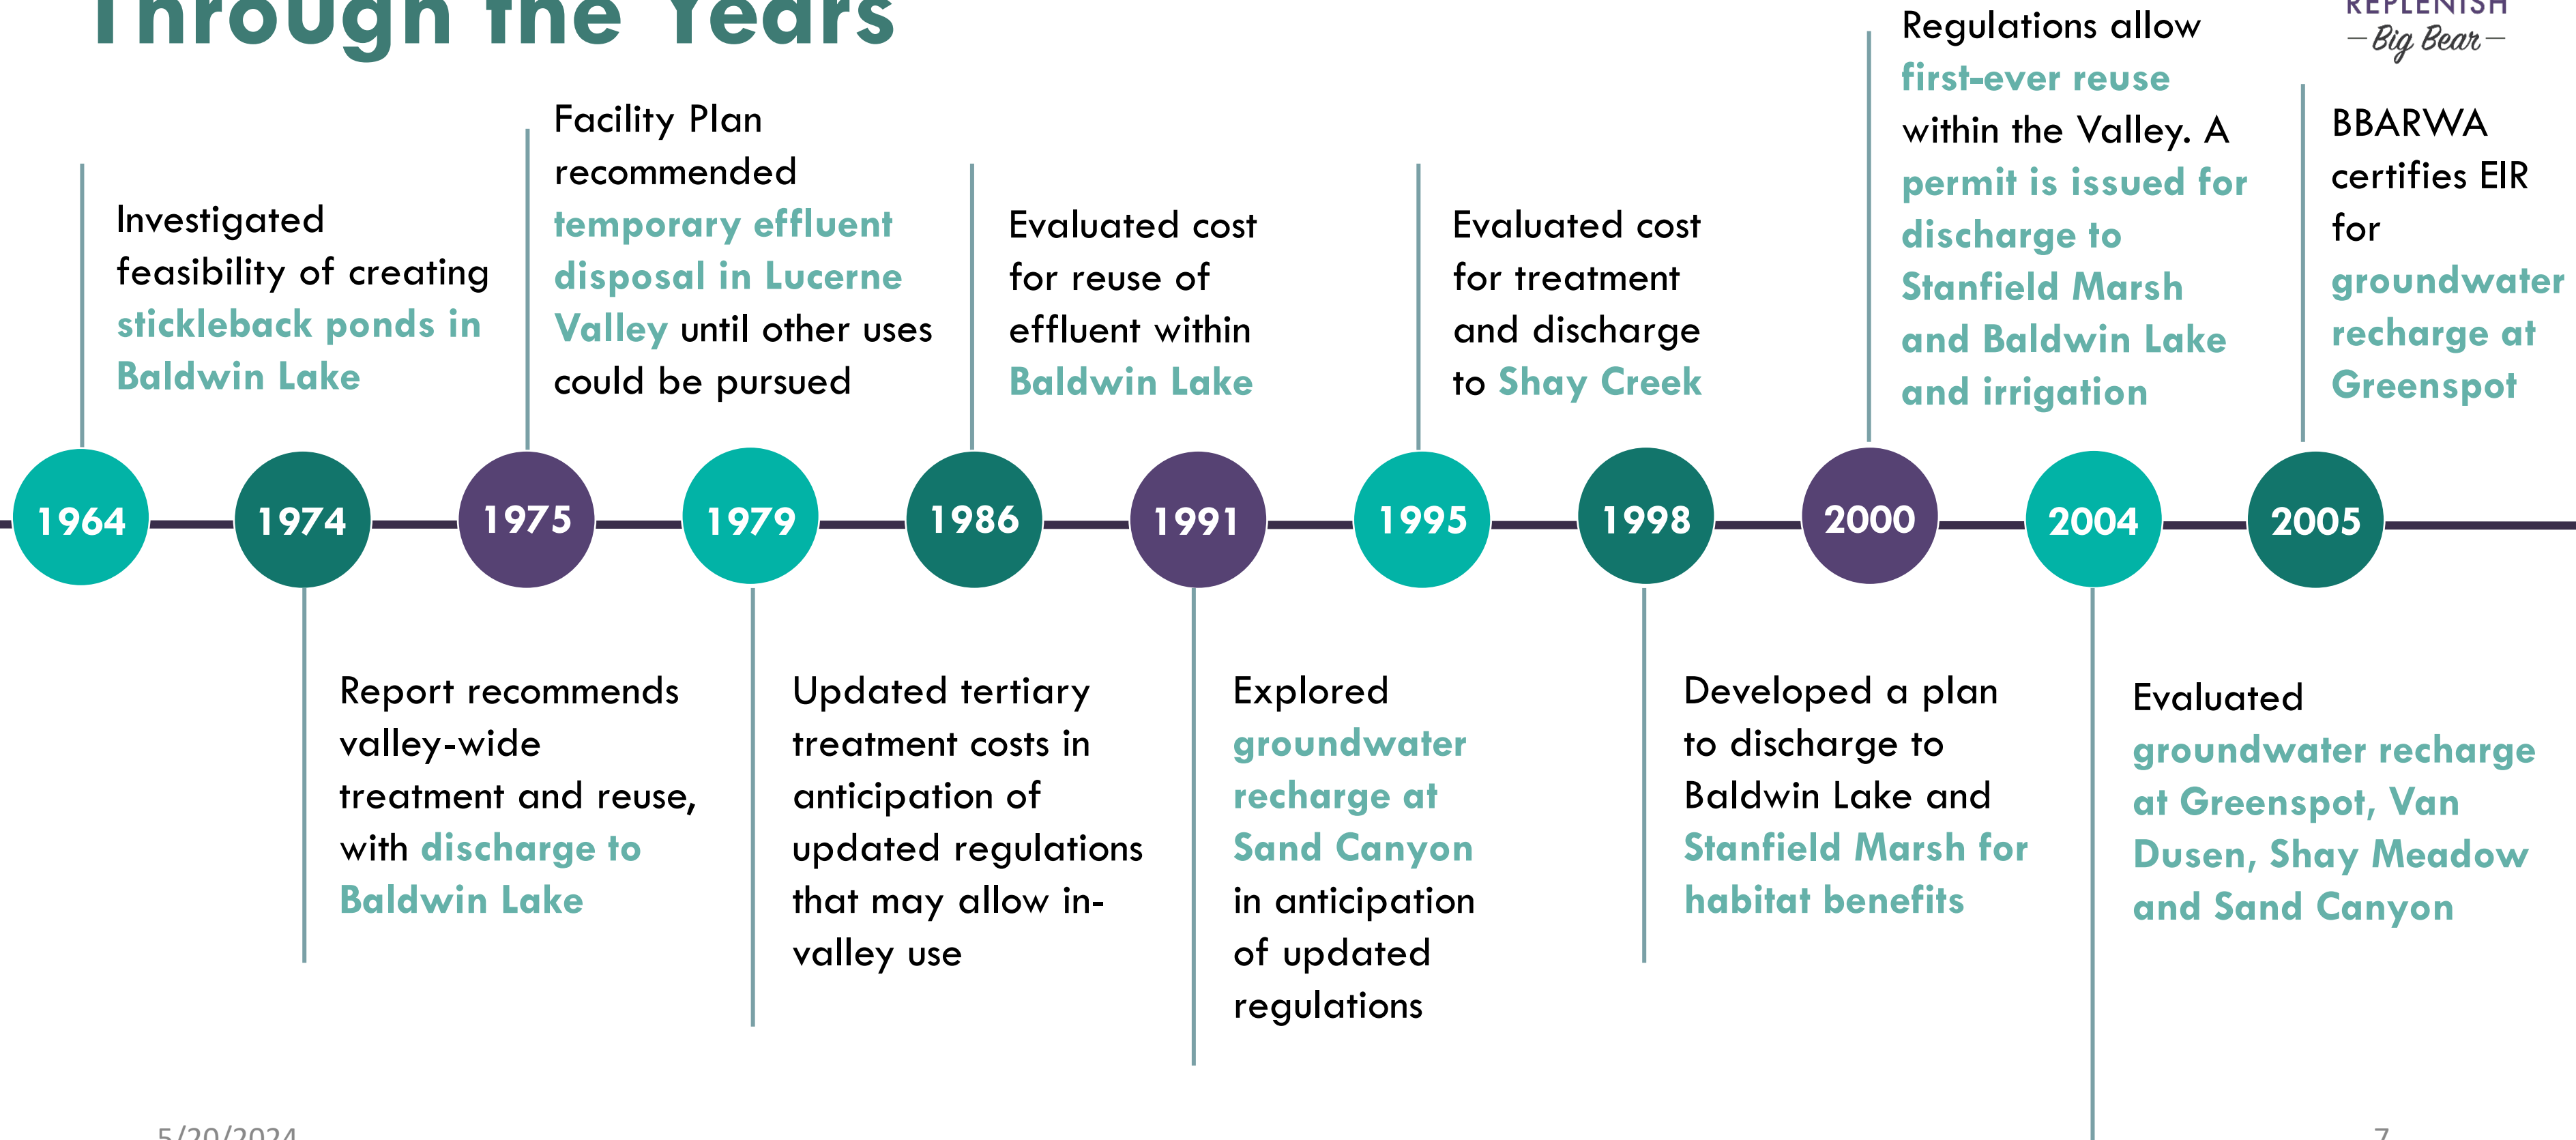 Through the Years
REPLENISH
Big Bear
Investigated
feasibility of creating
stickleback ponds in
Baldwin Lake
Facility Plan
recommended
temporary effluent
disposal in Lucerne
Valley until other uses
could be pursued
Evaluated cost
for reuse of
effluent within
Baldwin Lake
Evaluated cost
for treatment
and discharge
to Shay Creek
Regulations allow
first-ever reuse
within the Valley. A
permit is issued for
discharge to
Stanfield Marsh
and Baldwin Lake
and irrigation
BBARWA
certifies EIR
for
groundwater
recharge at
Greenspot
1964
1974
1975
1979
1986
1991
1995
1998
2000
2004
2005
Report recommends
valley-wide
treatment and reuse,
with discharge to
Baldwin Lake
Updated tertiary
treatment costs in
anticipation of
updated regulations
that may allow in-
valley use
Explored
groundwater
recharge at
Sand Canyon
in anticipation
of updated
regulations
Developed a plan
to discharge to
Baldwin Lake and
Stanfield Marsh for
habitat benefits
Evaluated
groundwater recharge
at Greenspot, Van
Dusen, Shay Meadow
and Sand Canyon
5/20/2024
7